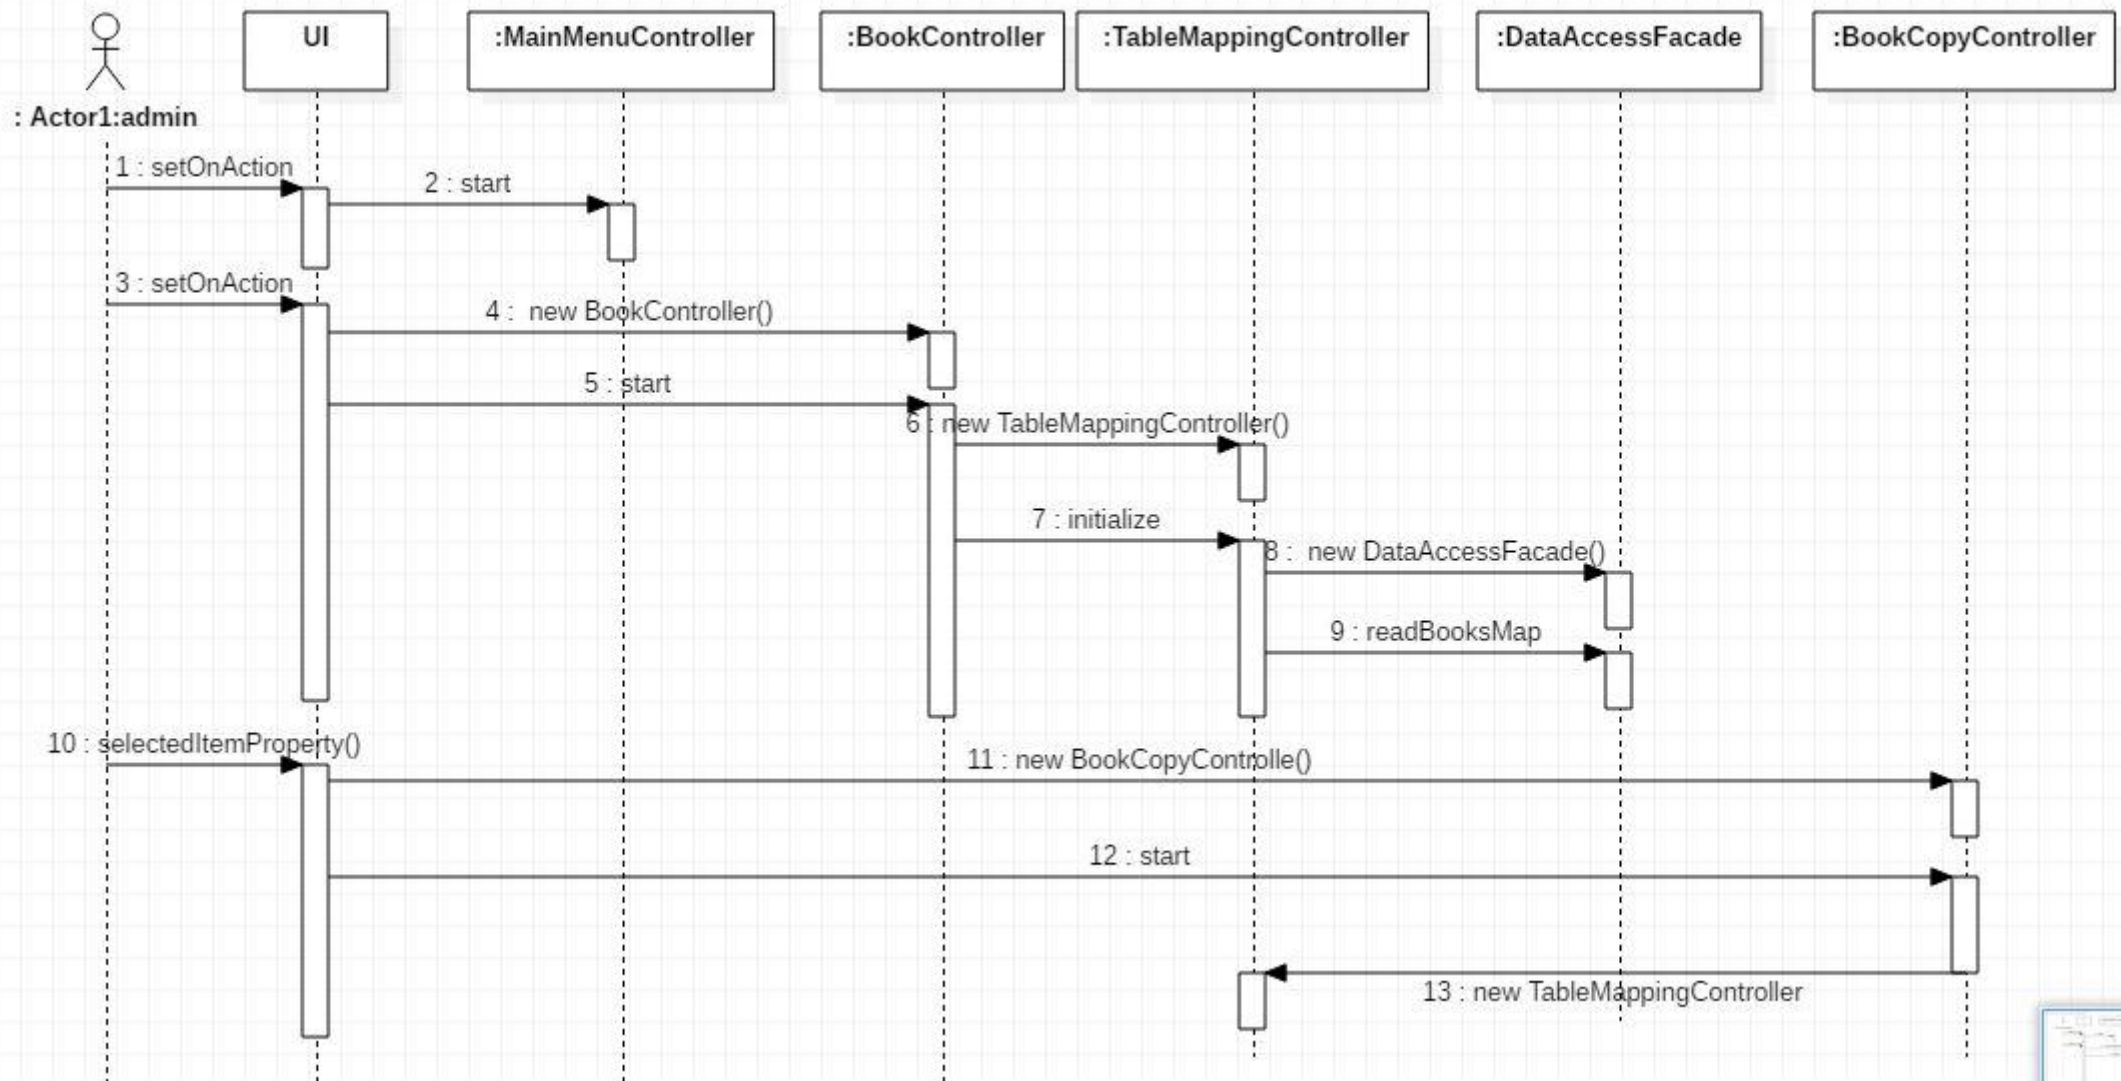 UI
:MainMenuController
:BookController
:TableMappingController
:DataAccessFacade
:BookCopyController
: Actor1:admin
1 : setOnAction
2 : start
3 : setOnAction
4 :  new BookController()
5 : start
6 : new TableMappingController()
7 : initialize
8 :  new DataAccessFacade()
9 : readBooksMap
10 : selectedItemProperty()
11 : new BookCopyControlle()
12 : start
13 : new TableMappingController